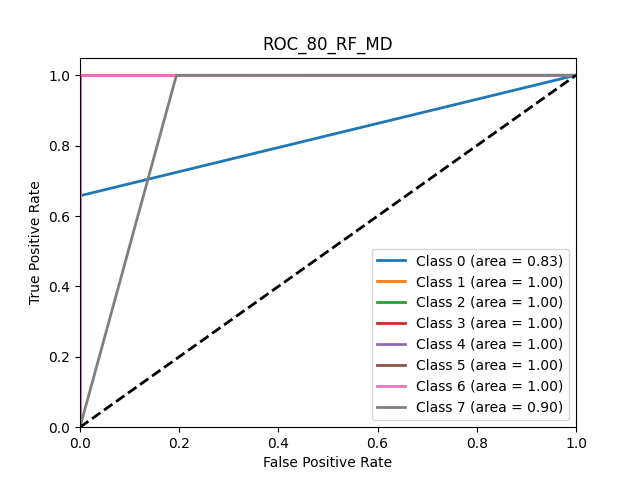 ROC_80_RF_MD
True Positive Rate
1.0
0.8
0.6
0.4
0.2
0.0
Class 0 (area = 0.83)
Class 1 (area = 1.00)
Class 2 (area = 1.00)
Class 3 (area = 1.00)
Class 4 (area = 1.00)
Class 5 (area = 1.00)
Class 6 (area = 1.00)
Class 7 (area = 0.90)
0.0 0.2 0.4 0.6 0.8 1.0
False Positive Rate